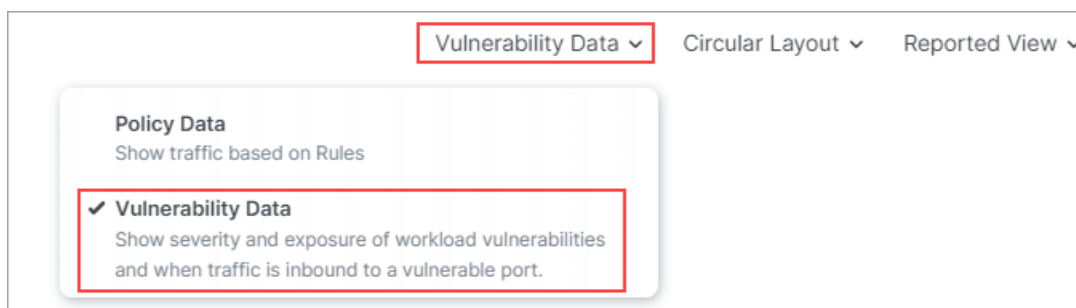 Vulnerability Data Circular Layout Reported View
Policy Data
Show traffic based on Rules
Vulnerability Data
Show severity and exposure of workload vulnerabilities
and when traffic is inbound to a vulnerable port.